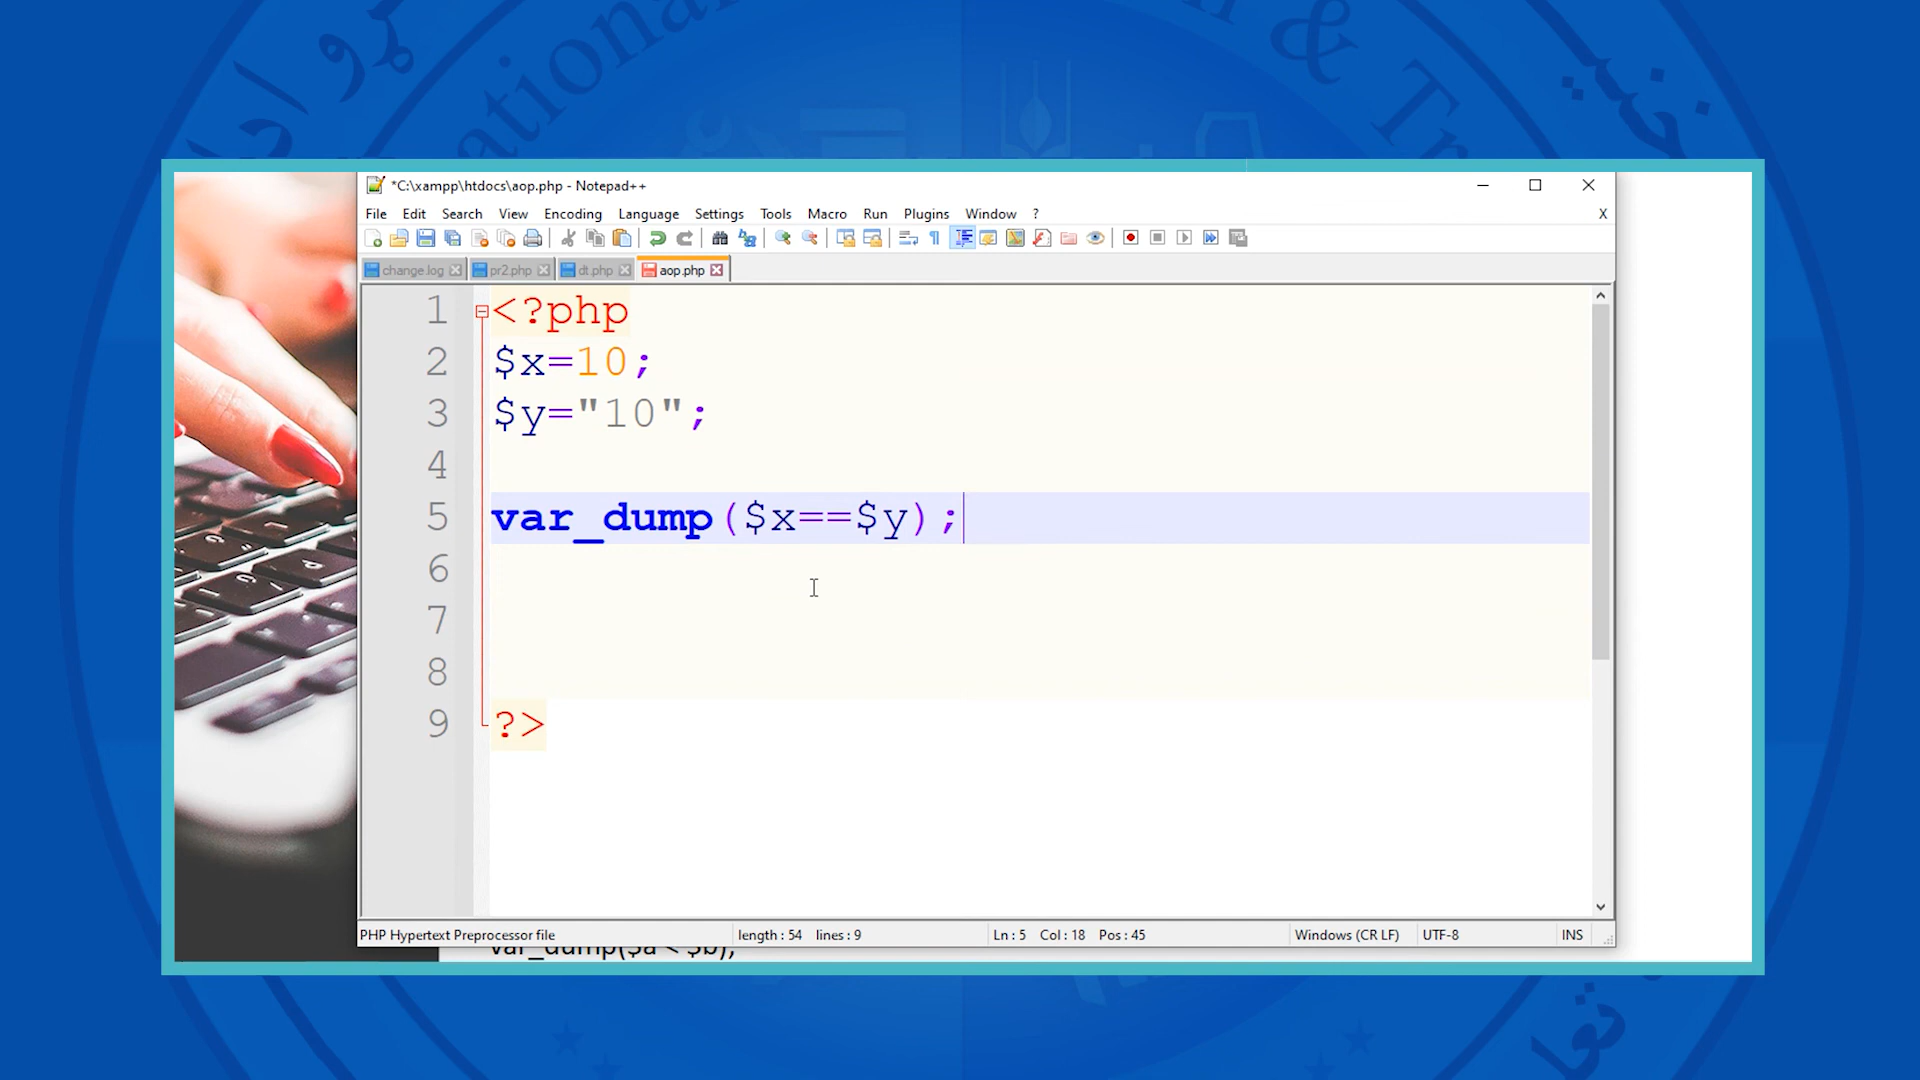 ational
n & Tr
*C:\xampp\htdocs\aop.php - Notepad++
File Edit Search View Encoding Language Settings Tools Macro Run Plugins Window ? X
change.log pr2.php dt.php aop.php
1 <?php
2 $x=10;
3 $y="10";
4
5 var_dump($x==$y);
6
7
8
9 ?>
PHP Hypertext Preprocessor file length : 54 lines : 9 Ln : 5 Col : 18 Pos : 45 Windows (CR LF) UTF-8 INS
var_dump($a < $b);